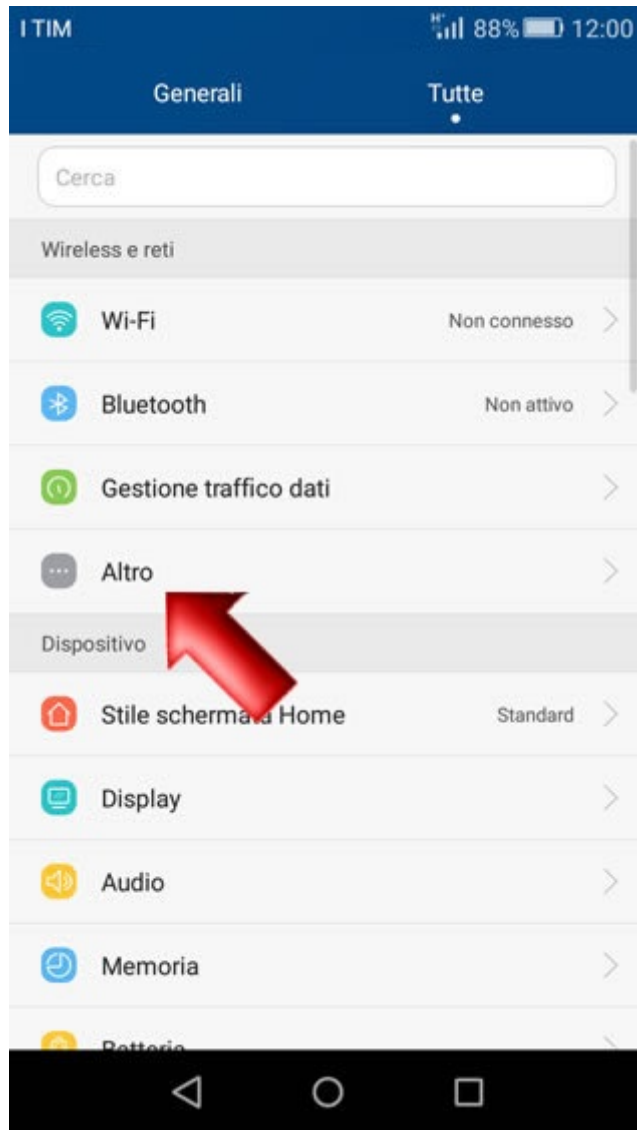 I TIM 88% 12:00
Generali Tutte
Cerca
Wireless e reti
Wi-Fi Non connesso
Bluetooth Non attivo
Gestione traffico dati
Altro
Dispositivo
Stile schermata Home Standard
Display
Audio
Memoria
Batteria